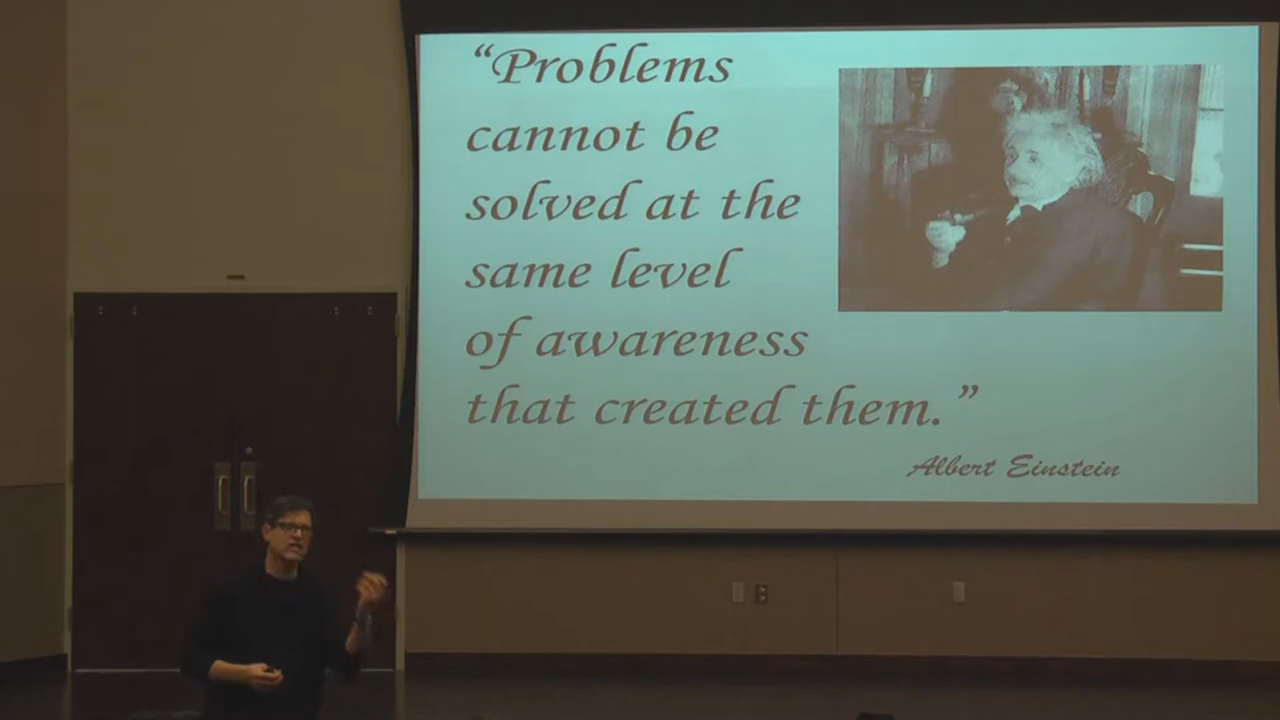 “Problems
cannot be
solved at the
same level
of awareness
that created them.”
Albert Einstein